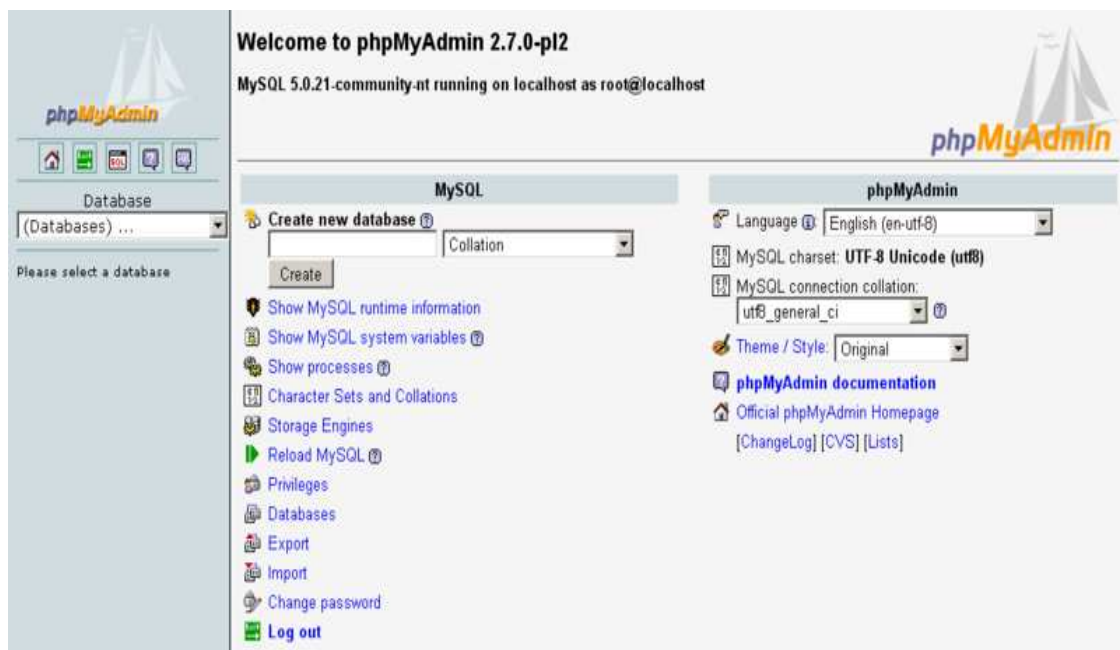 phpMyAdmin
Database
(Databases) ...
Please select a database
Welcome to phpMyAdmin 2.7.0-pl2
MySQL 5.0.21-community-nt running on localhost as root@localhost
phpMyAdmin
MySQL
Create new database
Collation
Create
Show MySQL runtime information
Show MySQL system variables
Show processes
Character Sets and Collations
Storage Engines
Reload MySQL
Privileges
Databases
Export
Import
Change password
Log out
phpMyAdmin
Language: English (en-utf-8)
MySQL charset: UTF-8 Unicode (utf8)
MySQL connection collation:
utf8_general_ci
Theme / Style: Original
phpMyAdmin documentation
Official phpMyAdmin Homepage
[ChangeLog] [CVS] [Lists]